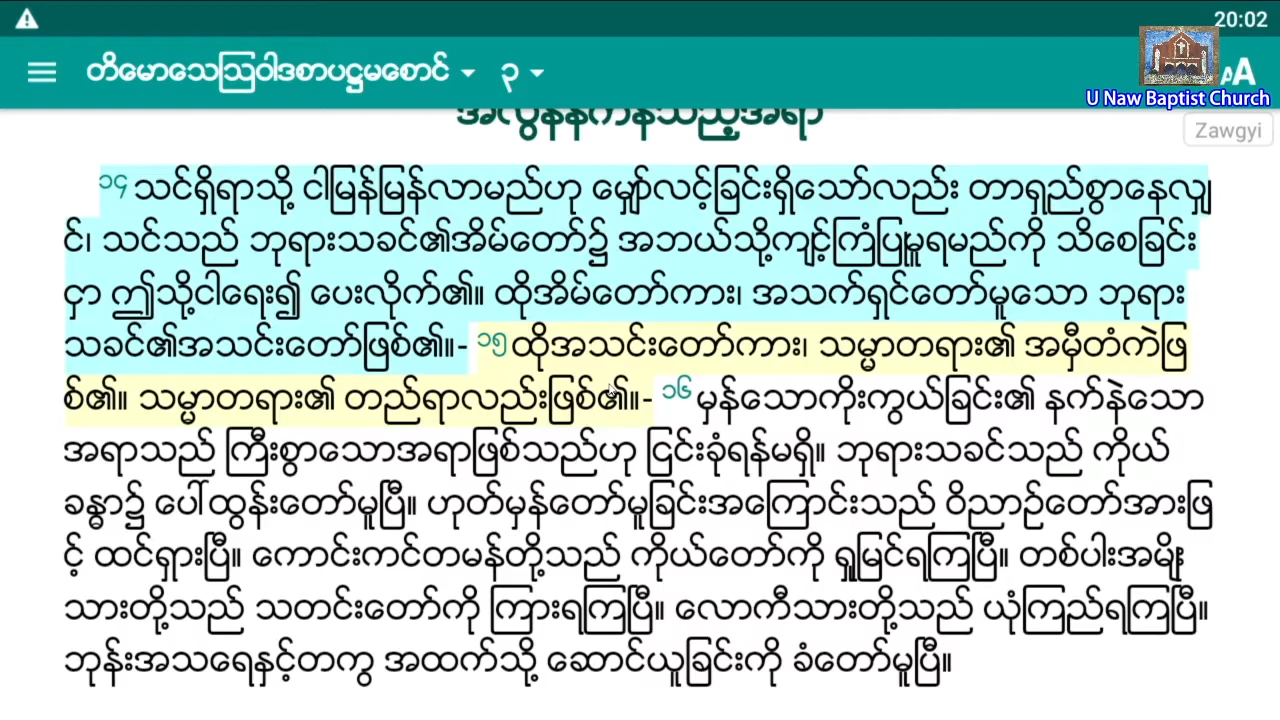 20:02
တိမောသေဩဝါဒစာပဌမစောင် ၃
U Naw Baptist Church
Zawgyi
အလွန်နက်နဲသည့်အရာ
၁၄ သင်ရှိရာသို့ ငါမြန်မြန်လာမည်ဟု မျှော်လင့်ခြင်းရှိသော်လည်း တာရှည်စွာနေလျှ
င်၊ သင်သည် ဘုရားသခင်၏အိမ်တော်၌ အဘယ်သို့ကျင့်ကြံပြုမူရမည်ကို သိစေခြင်း
ငှာ ဤသို့ငါရေး၍ ပေးလိုက်၏။ ထိုအိမ်တော်ကား၊ အသက်ရှင်တော်မူသော ဘုရား
သခင်၏အသင်းတော်ဖြစ်၏။- ၁၅ ထိုအသင်းတော်ကား၊ သမ္မာတရား၏ အမှီတံကဲဖြ
စ်၏။ သမ္မာတရား၏ တည်ရာလည်းဖြစ်၏။- ၁၆ မှန်သောကိုးကွယ်ခြင်း၏ နက်နဲသော
အရာသည် ကြီးစွာသောအရာဖြစ်သည်ဟု ငြင်းခုံရန်မရှိ။ ဘုရားသခင်သည် ကိုယ်
ခန္ဓာ၌ ပေါ်ထွန်းတော်မူပြီ။ ဟုတ်မှန်တော်မူခြင်းအကြောင်းသည် ဝိညာဉ်တော်အားဖြ
င့် ထင်ရှားပြီ။ ကောင်းကင်တမန်တို့သည် ကိုယ်တော်ကို ရှုမြင်ရကြပြီ။ တစ်ပါးအမျိုး
သားတို့သည် သတင်းတော်ကို ကြားရကြပြီ။ လောကီသားတို့သည် ယုံကြည်ရကြပြီ။
ဘုန်းအသရေနှင့်တကွ အထက်သို့ ဆောင်ယူခြင်းကို ခံတော်မူပြီ။